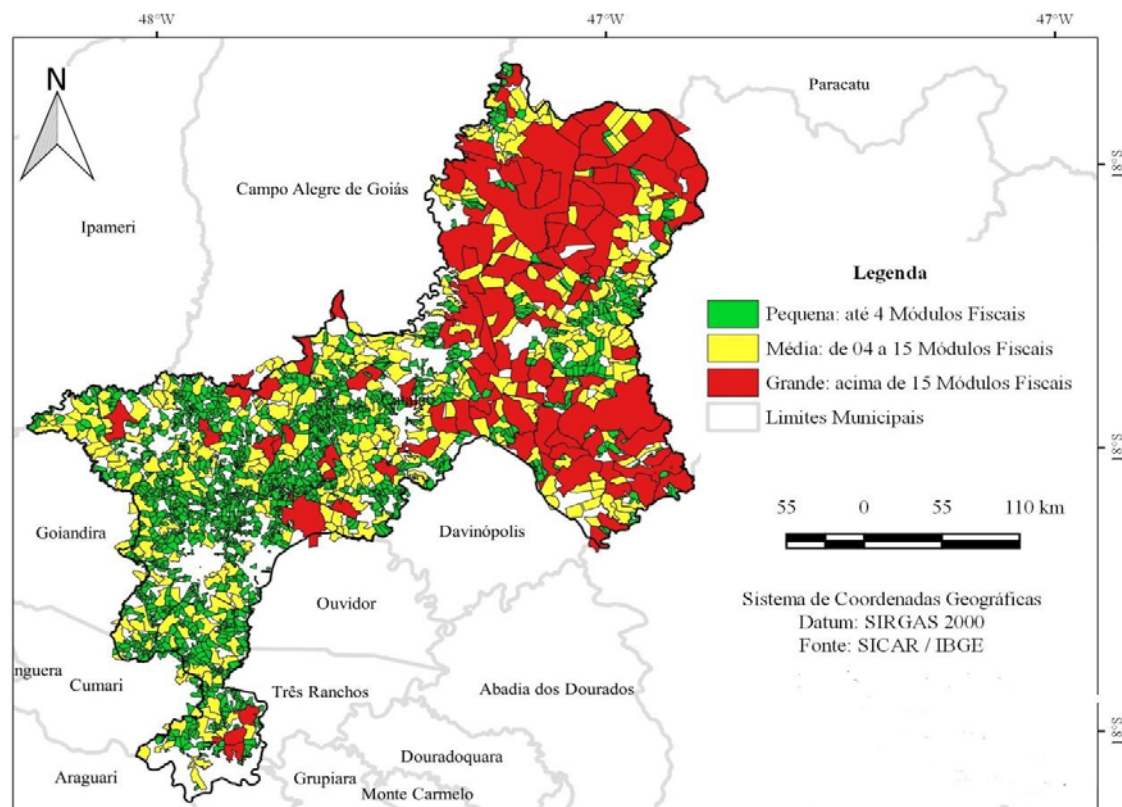 48°W
47°W
47°W
N
Paracatu
Campo Alegre de Goiás
18°S
Ipameri
Legenda
Pequena: até 4 Módulos Fiscais
Média: de 04 a 15 Módulos Fiscais
Grande: acima de 15 Módulos Fiscais
Catalão
Limites Municipais
18°S
Goiandira
Davinópolis
55 0 55 110 km
Ouvidor
Sistema de Coordenadas Geográficas
Datum: SIRGAS 2000
Fonte: SICAR / IBGE
nguera
Cumari
Três Ranchos
Abadia dos Dourados
18°S
Douradoquara
Araguari
Grupiara
Monte Carmelo